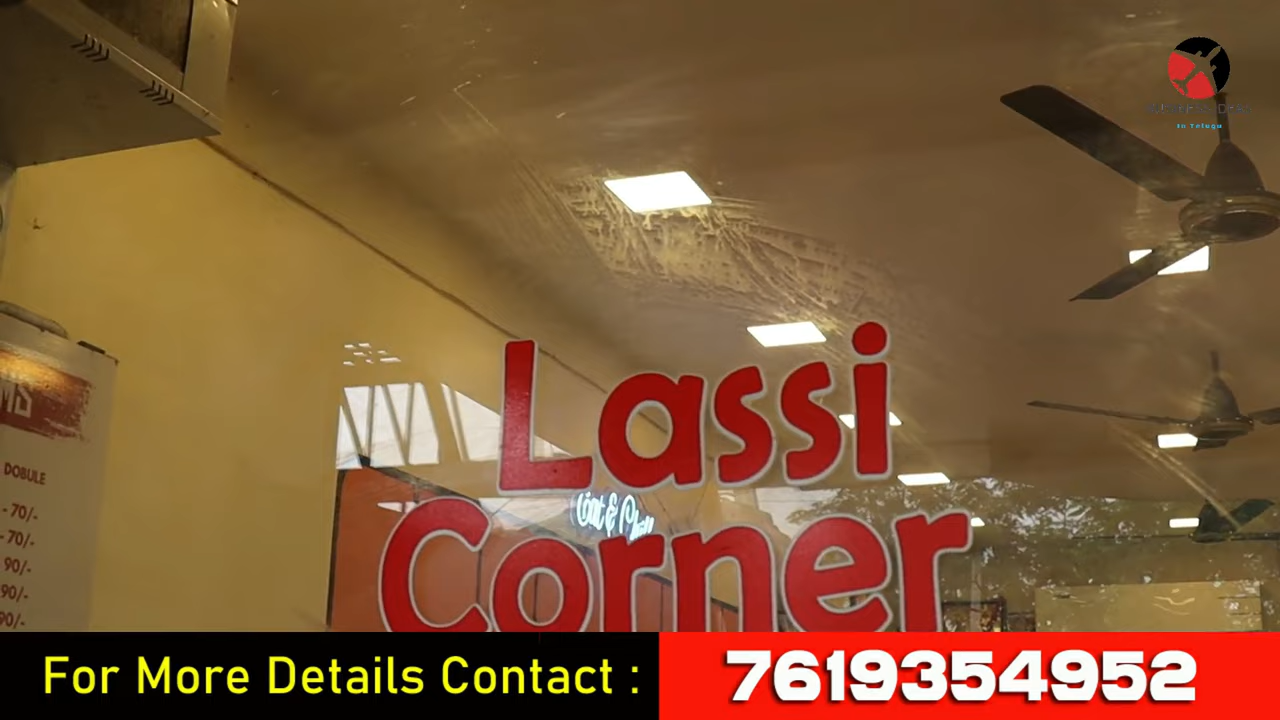 In Telugu
Lassi
Corner
DOBULE
- 70/-
- 70/-
90/-
90/-
90/-
For More Details Contact : 7619354952